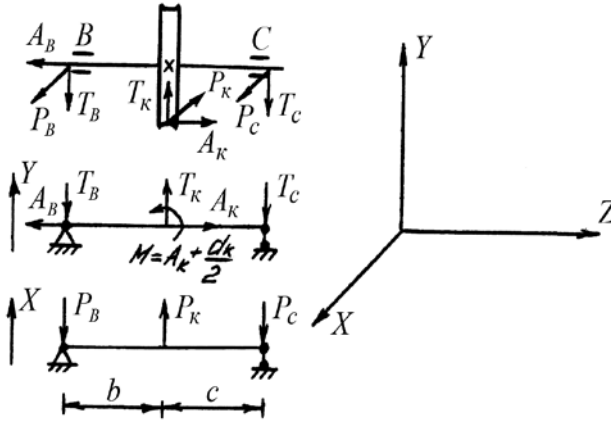 A_B B C Y
T_K P_K
P_B T_B P_C T_C
A_K
Y T_B T_K T_C
A_B A_K Z
M=A_K+d_K/2
X P_B P_K P_C X
b c